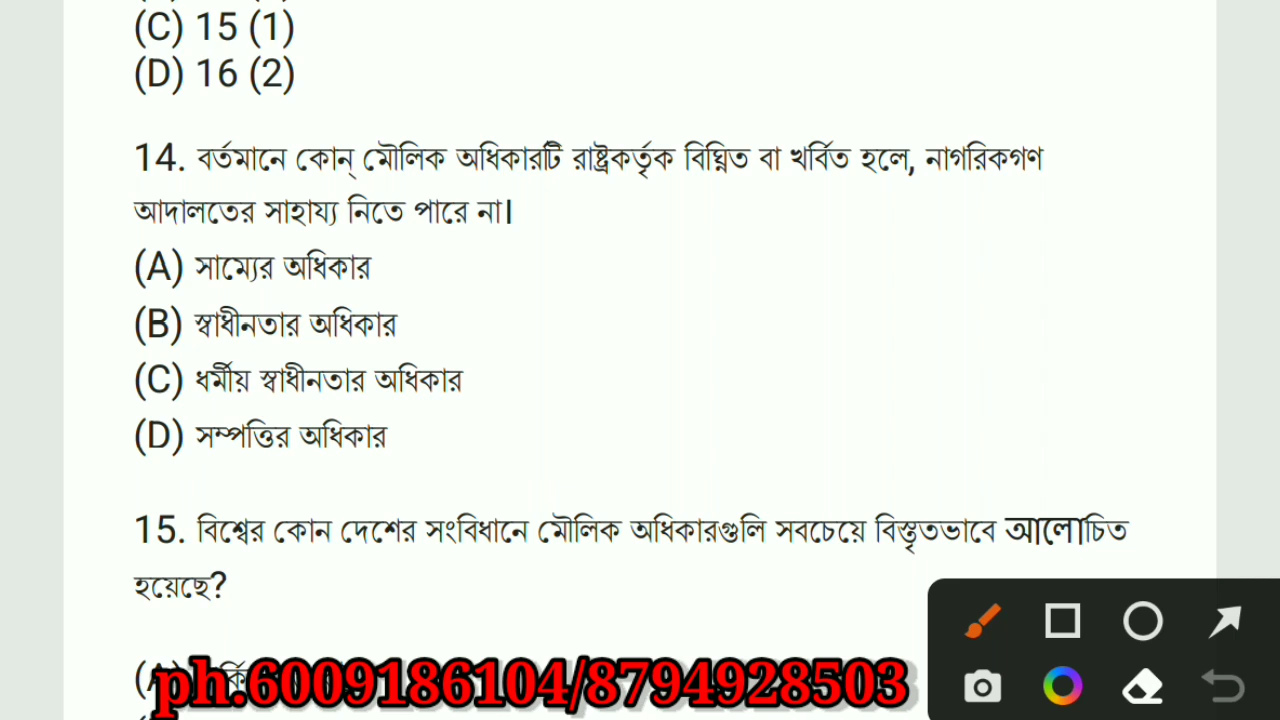 (C) 15 (1)
(D) 16 (2)
14. বর্তমানে কোন্ মৌলিক অধিকারটি রাষ্ট্রকর্তৃক বিঘ্নিত বা খর্বিত হলে, নাগরিকগণ
আদালতের সাহায্য নিতে পারে না।
(A) সাম্যের অধিকার
(B) স্বাধীনতার অধিকার
(C) ধর্মীয় স্বাধীনতার অধিকার
(D) সম্পত্তির অধিকার
15. বিশ্বের কোন দেশের সংবিধানে মৌলিক অধিকারগুলি সবচেয়ে বিস্তৃতভাবে আলোচিত
হয়েছে?
ph.6009186104/8794928503